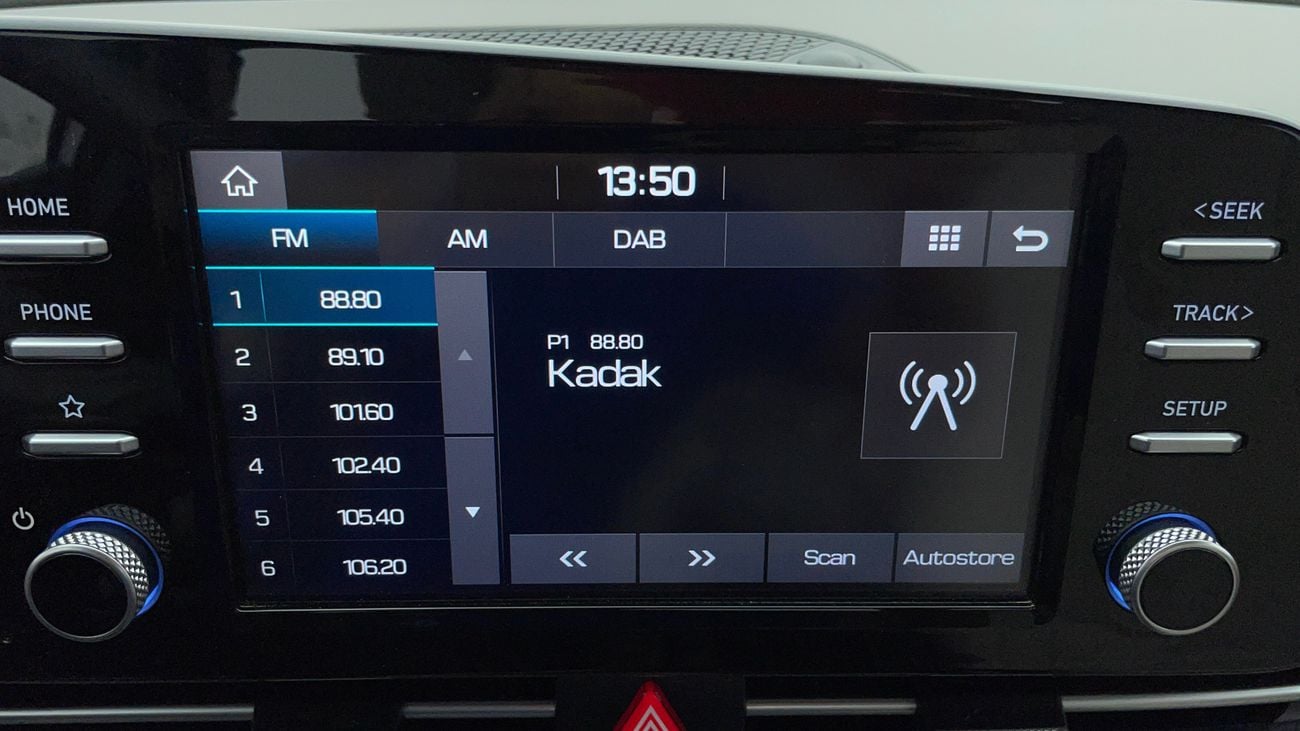 13:50
HOME
<SEEK
FM AM DAB
1 88.80
PHONE
TRACK>
2 89.10
P1 88.80
Kadak
3 101.60
SETUP
4 102.40
5 105.40
6 106.20
<< >> Scan Autostore